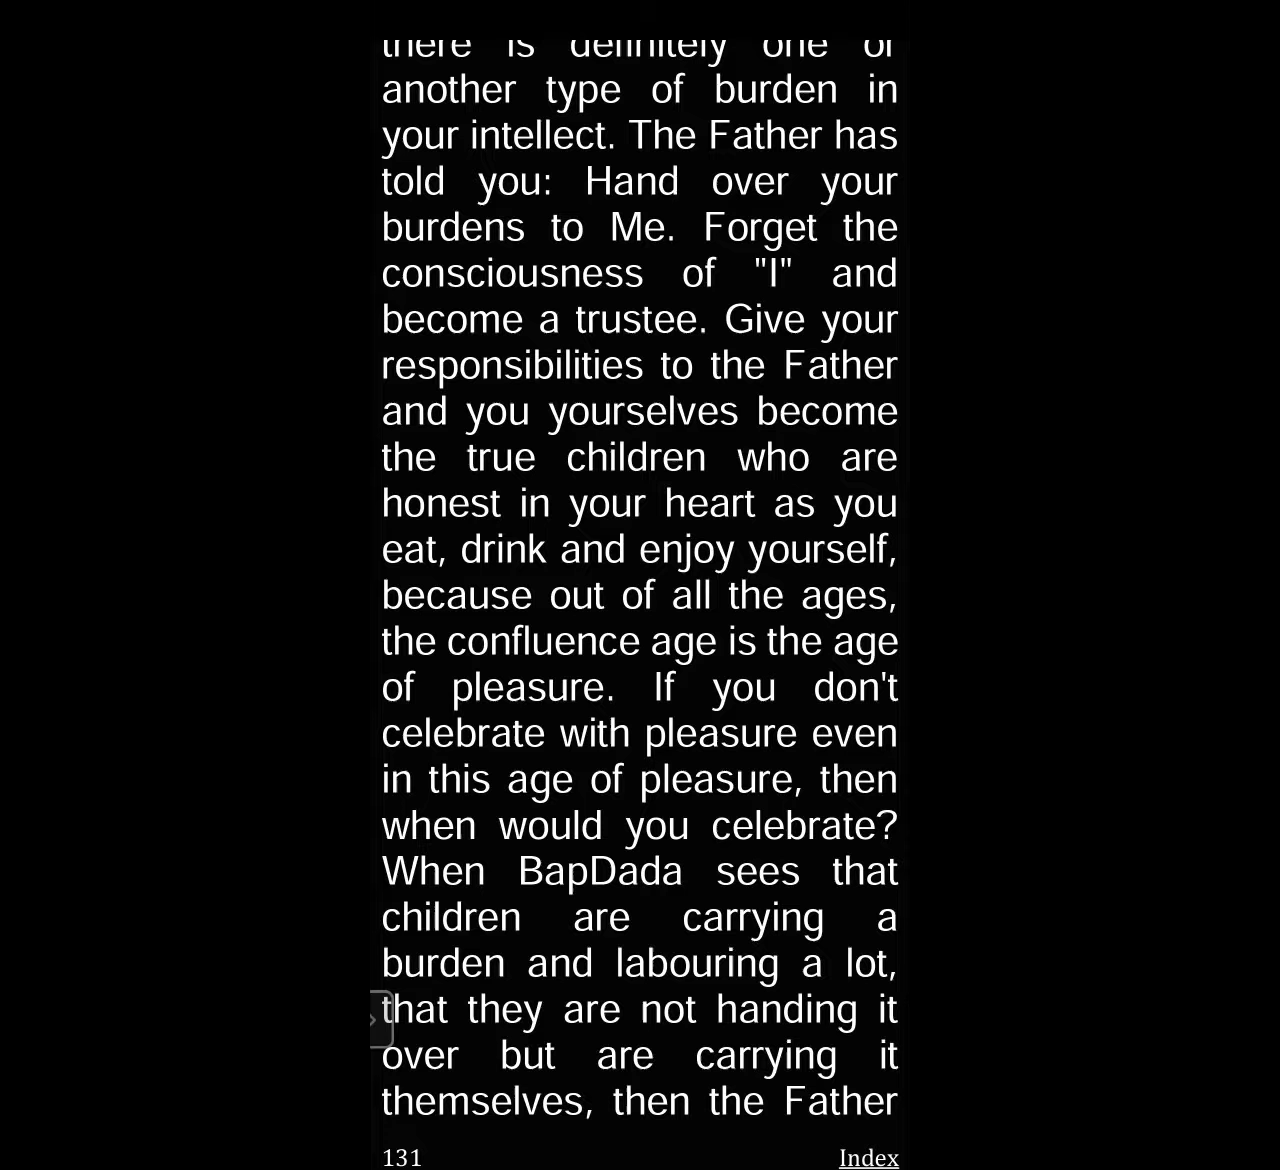 there is definitely one or
another type of burden in
your intellect. The Father has
told you: Hand over your
burdens to Me. Forget the
consciousness of "I" and
become a trustee. Give your
responsibilities to the Father
and you yourselves become
the true children who are
honest in your heart as you
eat, drink and enjoy yourself,
because out of all the ages,
the confluence age is the age
of pleasure. If you don't
celebrate with pleasure even
in this age of pleasure, then
when would you celebrate?
When BapDada sees that
children are carrying a
burden and labouring a lot,
that they are not handing it
over but are carrying it
themselves, then the Father
131 Index